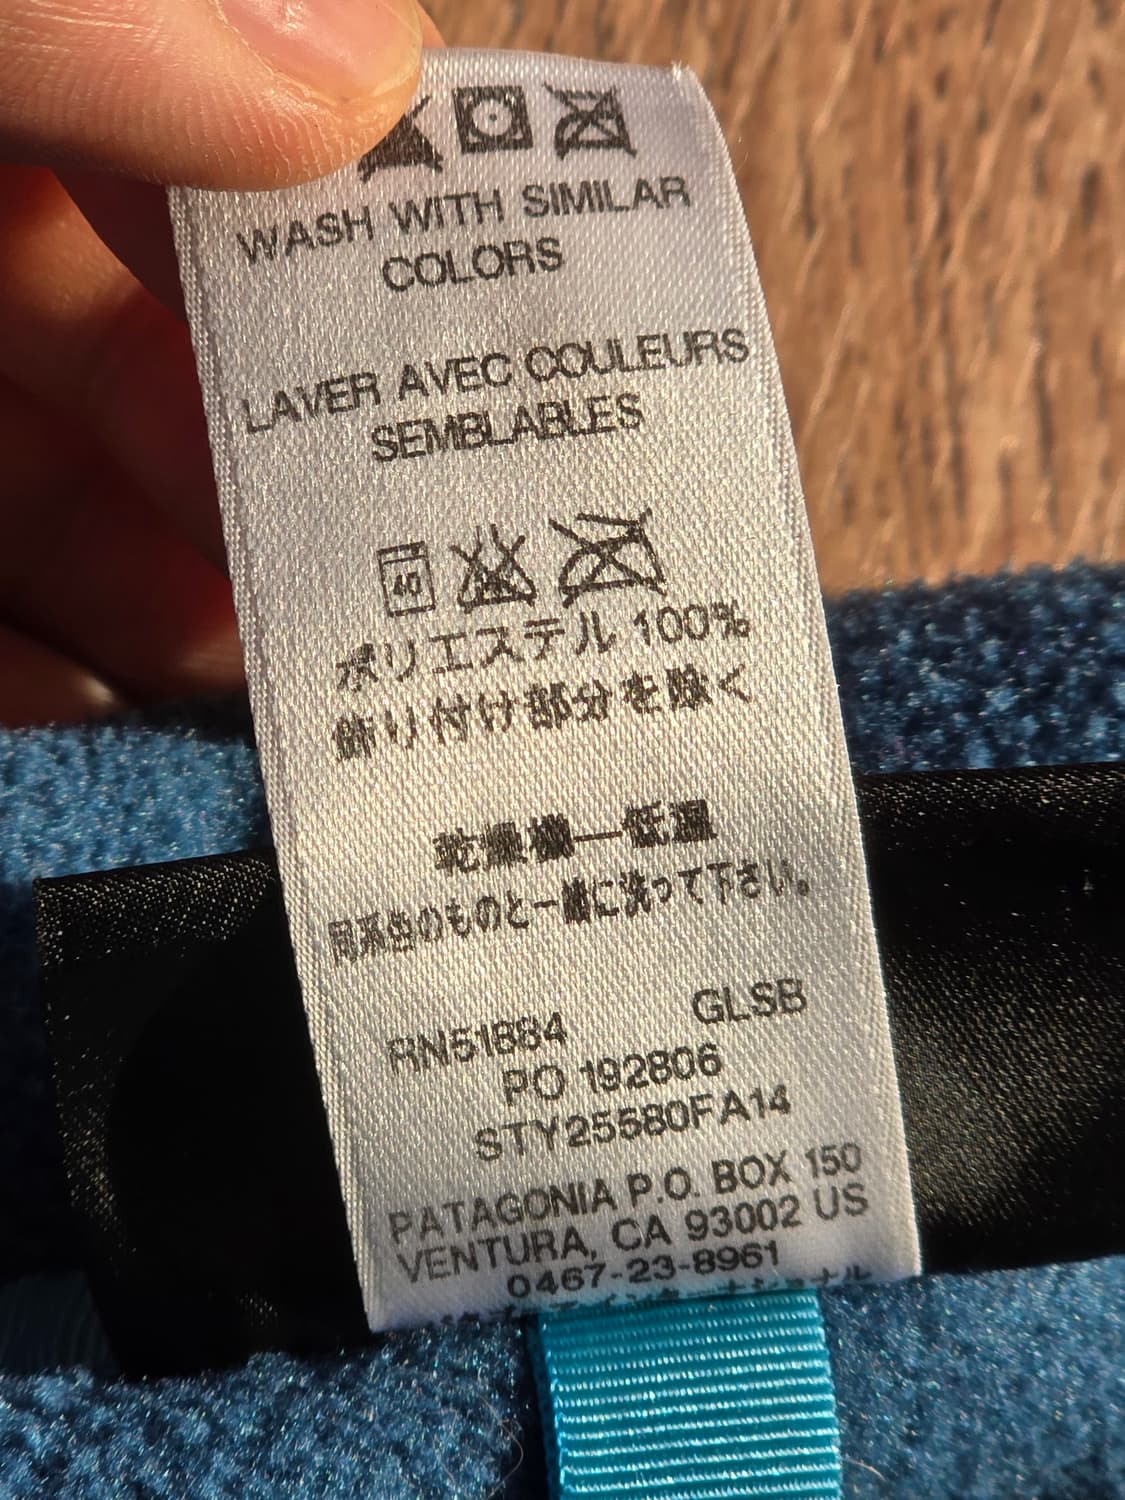 WASH WITH SIMILAR
COLORS
LAVER AVEC COULEURS
SEMBLABLES
40
ポリエステル 100%
飾り付け部分を除く
乾燥機—低温
同系色のものと一緒に洗って下さい。
RN51884 GLSB
PO 192806
STY25580FA14
PATAGONIA P.O. BOX 150
VENTURA, CA 93002 US
0467-23-8961